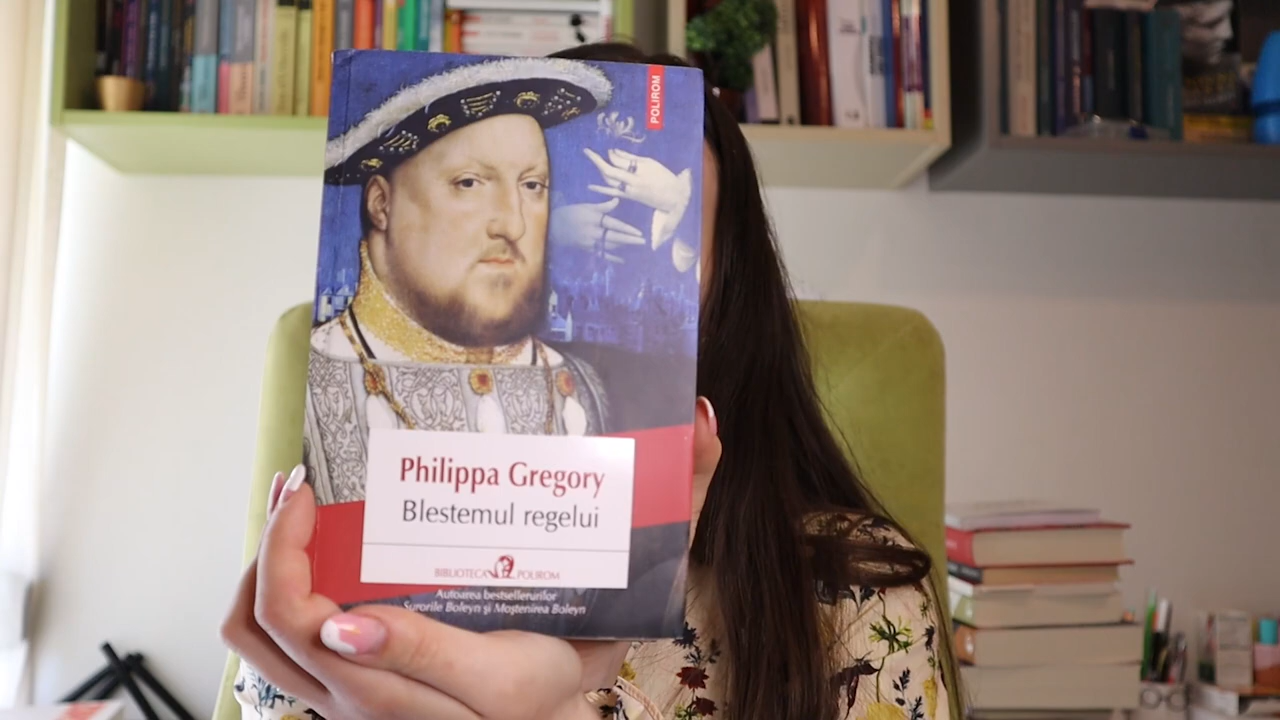 POLIROM
Philippa Gregory
Blestemul regelui
BIBLIOTECA POLIROM
Autoarea bestsellerurilor
Surorile Boleyn și Moștenirea Boleyn